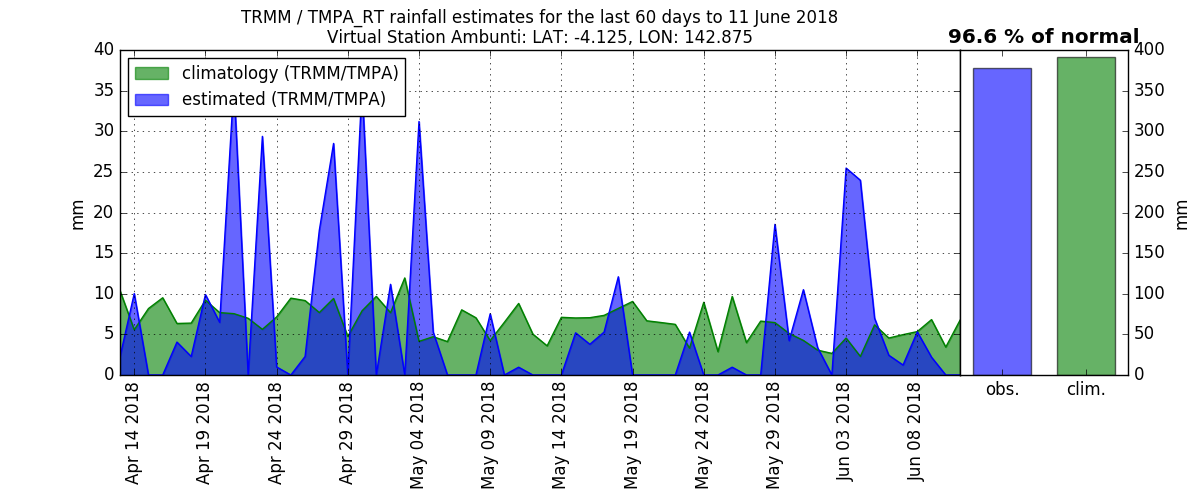 TRMM / TMPA_RT rainfall estimates for the last 60 days to 11 June 2018
Virtual Station Ambunti: LAT: -4.125, LON: 142.875
96.6 % of normal
climatology (TRMM/TMPA)
estimated (TRMM/TMPA)
40
35
30
25
20
15
10
5
0
mm
Apr 14 2018
Apr 19 2018
Apr 24 2018
Apr 29 2018
May 04 2018
May 09 2018
May 14 2018
May 19 2018
May 24 2018
May 29 2018
Jun 03 2018
Jun 08 2018
obs.
clim.
400
350
300
250
200
150
100
50
0
mm